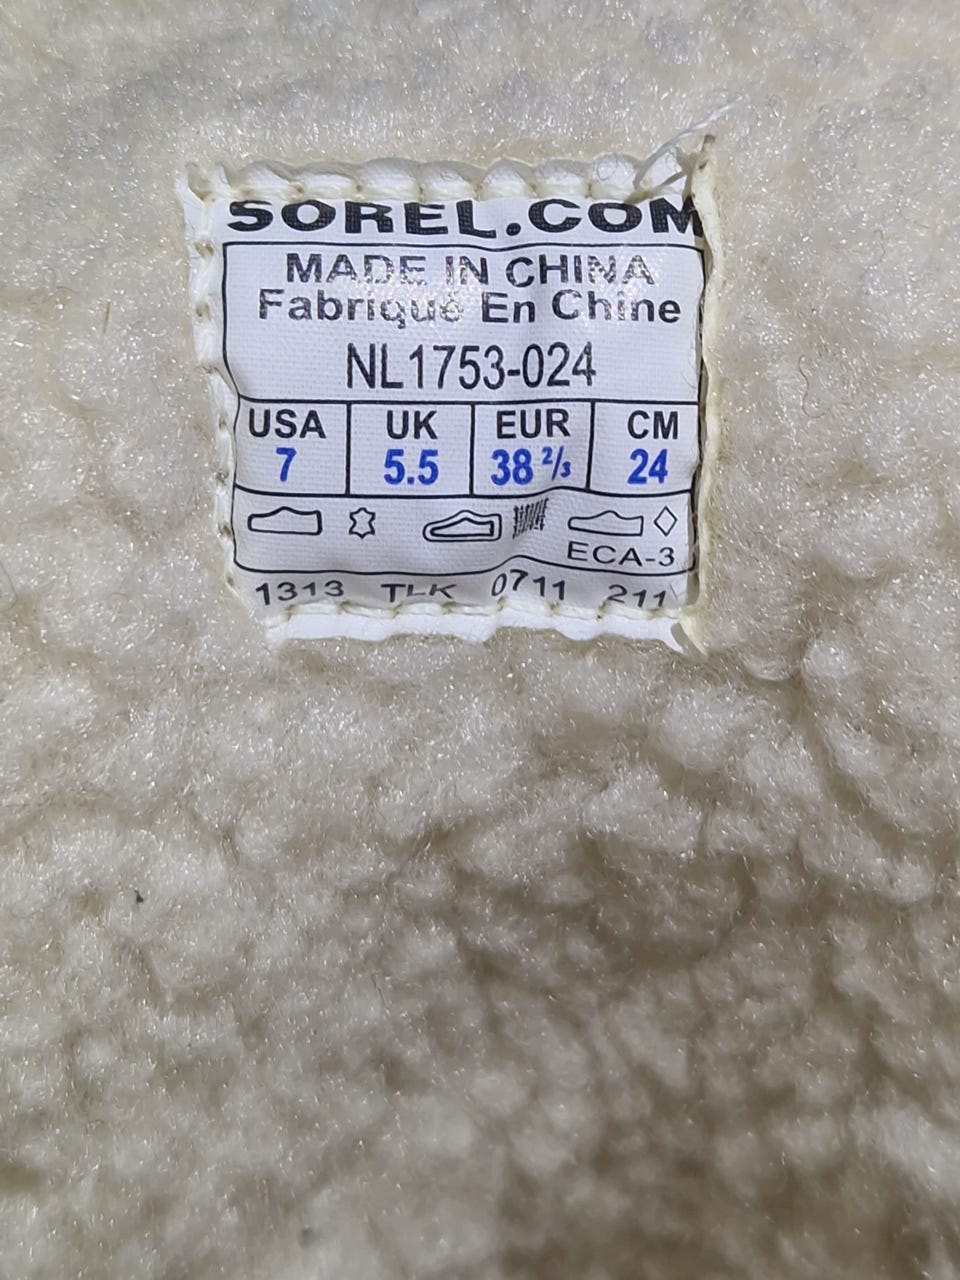 SOREL.COM
MADE IN CHINA
Fabriqué En Chine
NL1753-024
USA UK EUR CM
7 5.5 38 2/3 24
ECA-3
1313 TLK 0711 211